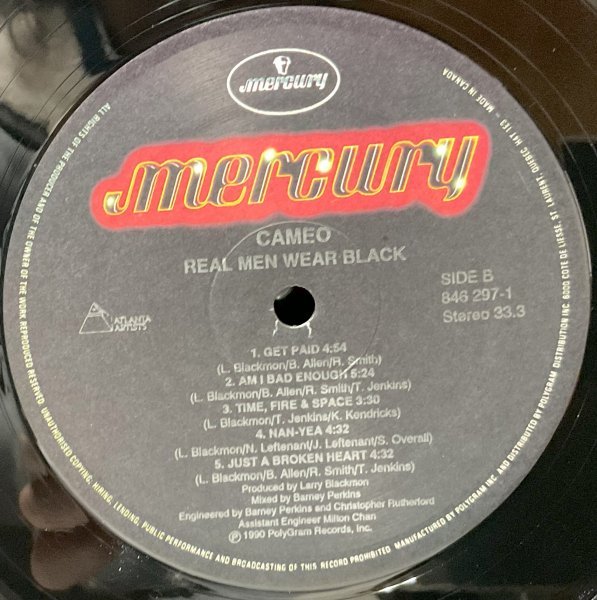 mercury
mercury
CAMEO
REAL MEN WEAR BLACK
SIDE B
846 297-1
Stereo 33.3
ATLANTA
ARTISTS
1. GET PAID 4:54
(L. Blackmon/B. Allen/R. Smith)
2. AM I BAD ENOUGH 5:24
(L. Blackmon/B. Allen/R. Smith/T. Jenkins)
3. TIME, FIRE & SPACE 3:30
(L. Blackmon/T. Jenkins/K. Kendricks)
4. NAN-YEA 4:32
(L. Blackmon/N. Leftenant/J. Leftenant/S. Overall)
5. JUST A BROKEN HEART 4:32
(L. Blackmon/B. Allen/R. Smith/T. Jenkins)
Produced by Larry Blackmon
Mixed by Barney Perkins
Engineered by Barney Perkins and Christopher Rutherford
Assistant Engineer Milton Chan
℗ 1990 PolyGram Records, Inc.
ALL RIGHTS OF THE PRODUCER AND OF THE OWNER OF THE WORK REPRODUCED RESERVED. UNAUTHORISED COPYING, HIRING, LENDING, PUBLIC PERFORMANCE AND BROADCASTING OF THIS RECORD PROHIBITED. MANUFACTURED BY POLYGRAM INC. AND DISTRIBUTED BY POLYGRAM DISTRIBUTION INC. 6000 COTE DE LIESSE, ST. LAURENT, QUEBEC H4T 1E3 – MADE IN CANADA